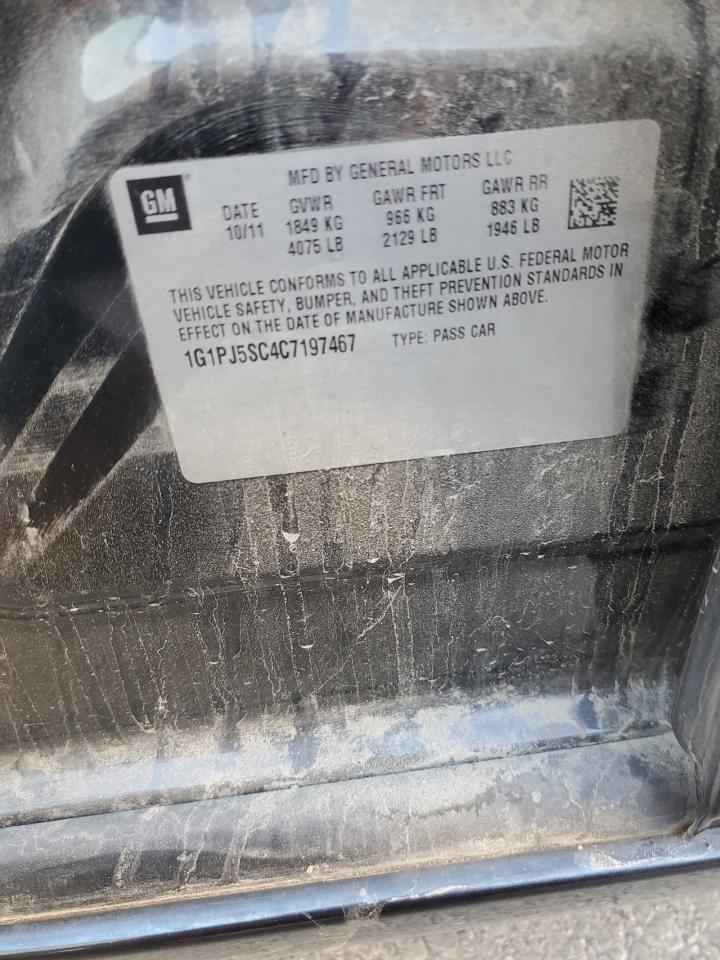 GM
MFD BY GENERAL MOTORS LLC
DATE GVWR GAWR FRT GAWR RR
10/11 1849 KG 966 KG 883 KG
4075 LB 2129 LB 1946 LB
THIS VEHICLE CONFORMS TO ALL APPLICABLE U.S. FEDERAL MOTOR
VEHICLE SAFETY, BUMPER, AND THEFT PREVENTION STANDARDS IN
EFFECT ON THE DATE OF MANUFACTURE SHOWN ABOVE.
1G1PJ5SC4C7197467 TYPE: PASS CAR